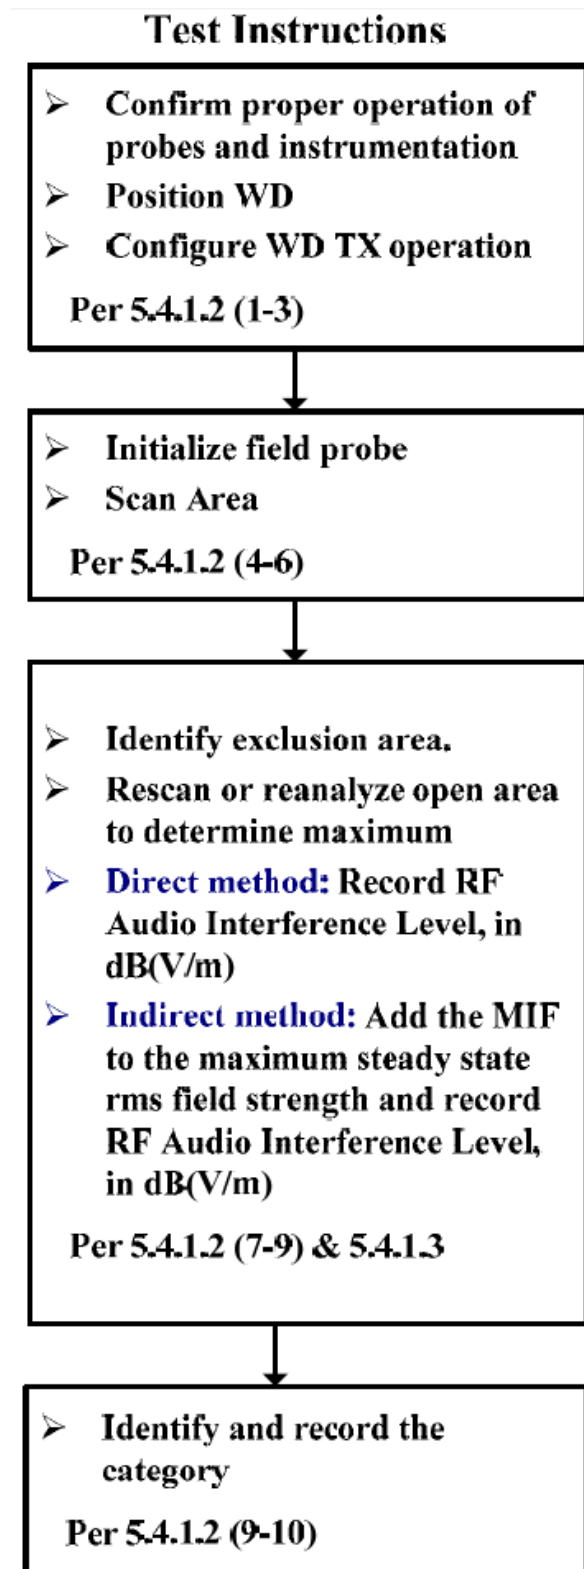 Test Instructions
➢ Confirm proper operation of
probes and instrumentation
➢ Position WD
➢ Configure WD TX operation
Per 5.4.1.2 (1-3)
➢ Initialize field probe
➢ Scan Area
Per 5.4.1.2 (4-6)
➢ Identify exclusion area.
➢ Rescan or reanalyze open area
to determine maximum
➢ Direct method: Record RF
Audio Interference Level, in
dB(V/m)
➢ Indirect method: Add the MIF
to the maximum steady state
rms field strength and record
RF Audio Interference Level,
in dB(V/m)
Per 5.4.1.2 (7-9) & 5.4.1.3
➢ Identify and record the
category
Per 5.4.1.2 (9-10)